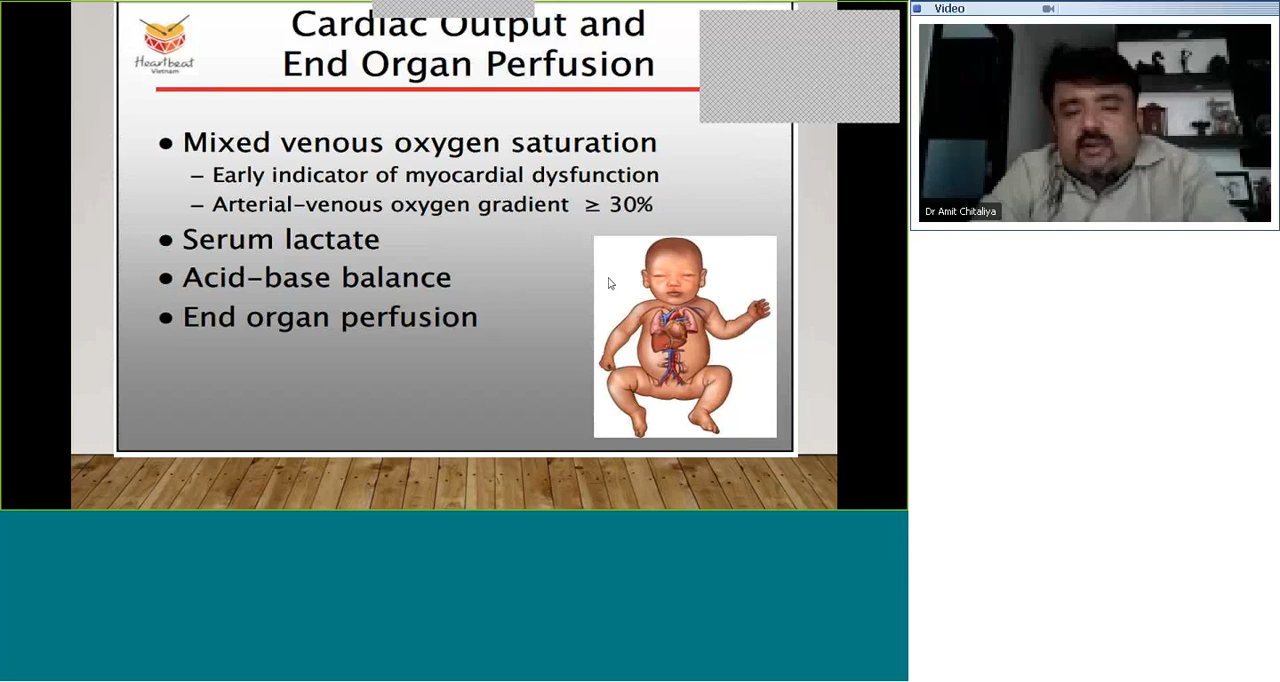 Cardiac Output and
End Organ Perfusion
Heartbeat
Vietnam
● Mixed venous oxygen saturation
– Early indicator of myocardial dysfunction
– Arterial-venous oxygen gradient ≥ 30%
● Serum lactate
● Acid-base balance
● End organ perfusion
Video
Dr Amit Chitaliya